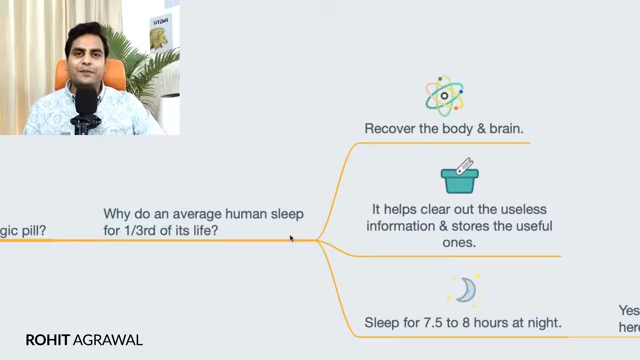 Recover the body & brain.
Why do an average human sleep
for 1/3rd of its life?
gic pill?
It helps clear out the useless
information & stores the useful
ones.
Sleep for 7.5 to 8 hours at night.
Yes
here
ROHIT AGRAWAL